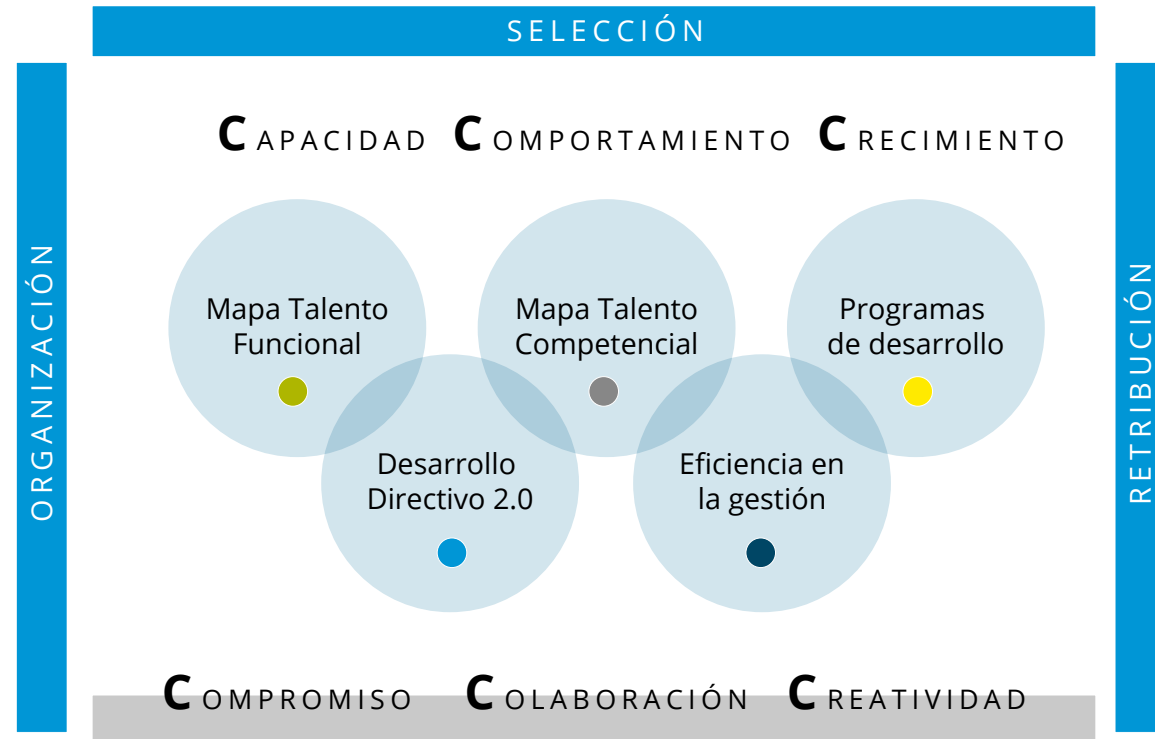 SELECCIÓN
ORGANIZACIÓN
RETRIBUCIÓN
CAPACIDAD COMPORTAMIENTO CRECIMIENTO
Mapa Talento
Funcional
Mapa Talento
Competencial
Programas
de desarrollo
Desarrollo
Directivo 2.0
Eficiencia en
la gestión
COMPROMISO COLABORACIÓN CREATIVIDAD